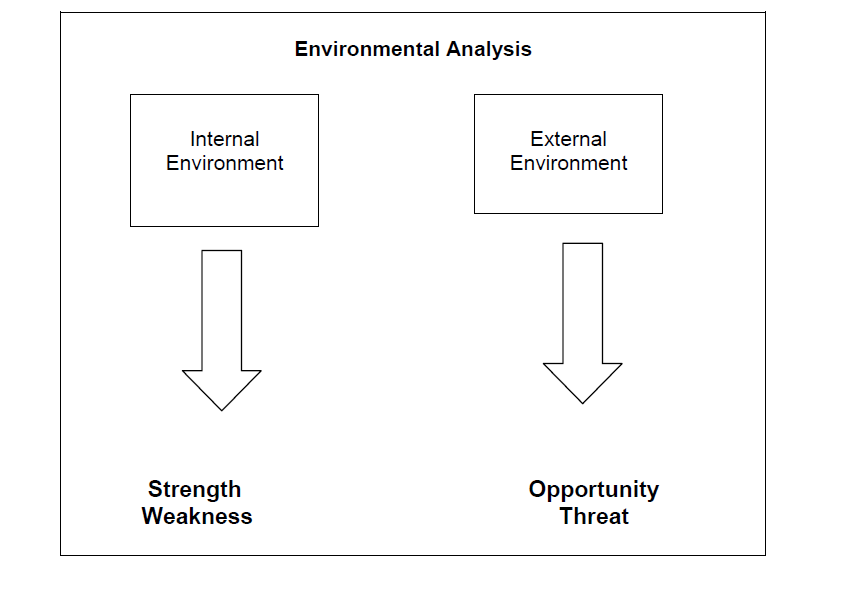 Environmental Analysis
Internal
Environment
External
Environment
Strength
Weakness
Opportunity
Threat